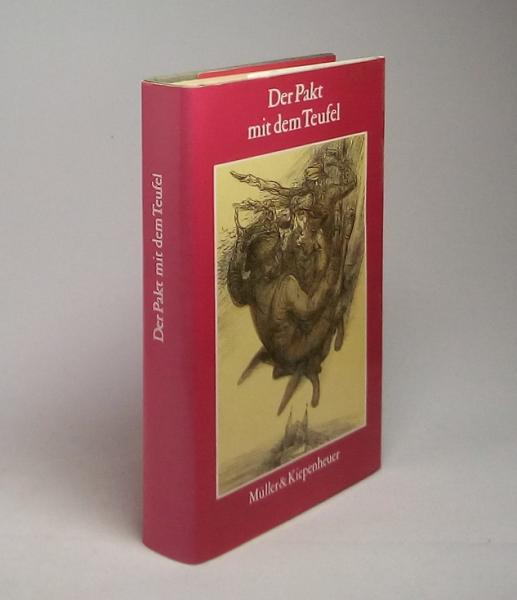 Der Pakt
mit dem Teufel
Der Pakt mit dem Teufel
Müller & Kiepenheuer